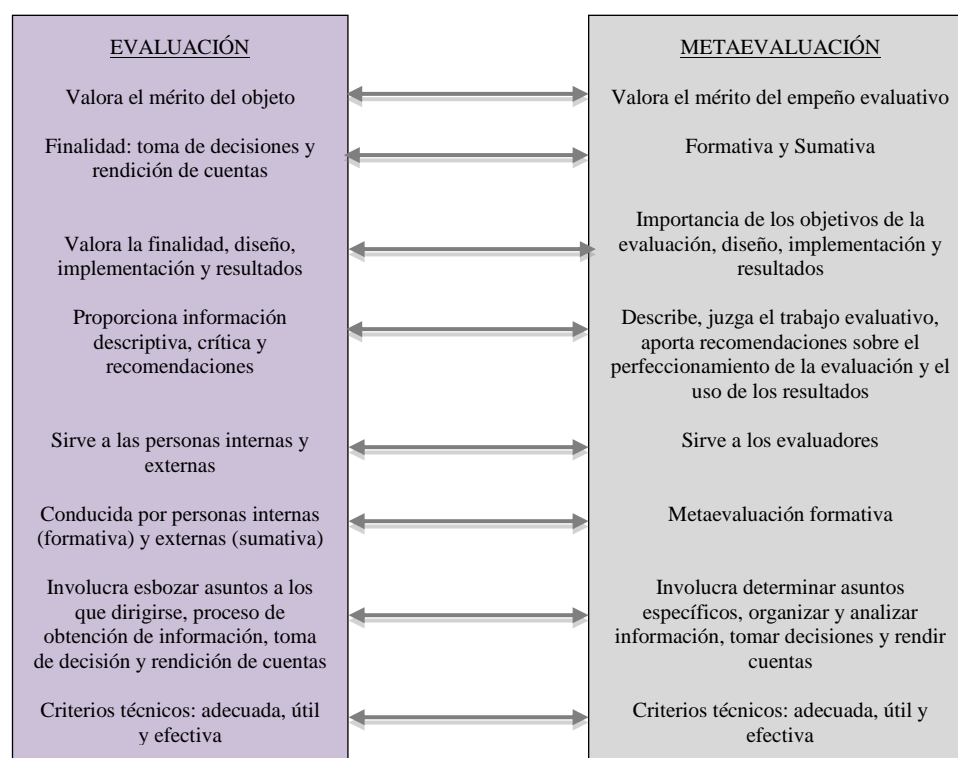 EVALUACIÓN
Valora el mérito del objeto
Finalidad: toma de decisiones y
rendición de cuentas
Valora la finalidad, diseño,
implementación y resultados
Proporciona información
descriptiva, crítica y
recomendaciones
Sirve a las personas internas y
externas
Conducida por personas internas
(formativa) y externas (sumativa)
Involucra esbozar asuntos a los
que dirigirse, proceso de
obtención de información, toma
de decisión y rendición de cuentas
Criterios técnicos: adecuada, útil
y efectiva
METAEVALUACIÓN
Valora el mérito del empeño evaluativo
Formativa y Sumativa
Importancia de los objetivos de la
evaluación, diseño, implementación y
resultados
Describe, juzga el trabajo evaluativo,
aporta recomendaciones sobre el
perfeccionamiento de la evaluación y el
uso de los resultados
Sirve a los evaluadores
Metaevaluación formativa
Involucra determinar asuntos
específicos, organizar y analizar
información, tomar decisiones y rendir
cuentas
Criterios técnicos: adecuada, útil y
efectiva